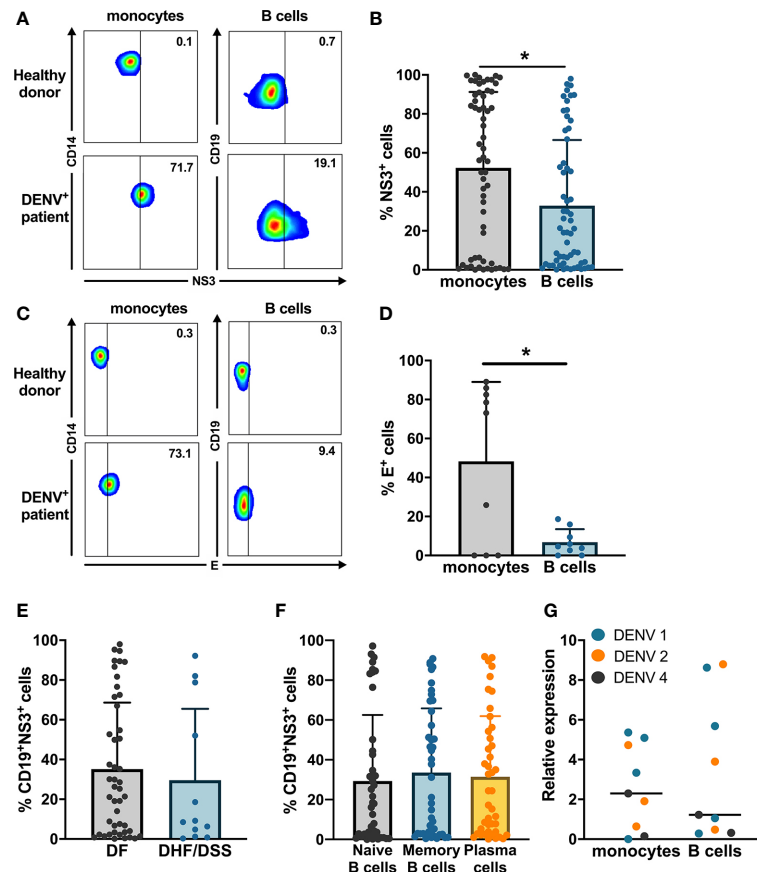 A
monocytes
B cells
Healthy
donor
0.1
0.7
CD14
CD19
DENV+
patient
71.7
19.1
NS3
B
*
% NS3+ cells
100
80
60
40
20
0
monocytes
B cells
C
monocytes
B cells
Healthy
donor
0.3
0.3
CD14
CD19
DENV+
patient
73.1
9.4
E
D
*
% E+ cells
100
80
60
40
20
0
monocytes
B cells
E
% CD19+NS3+ cells
100
80
60
40
20
0
DF
DHF/DSS
F
% CD19+NS3+ cells
100
80
60
40
20
0
Naive
B cells
Memory
B cells
Plasma
cells
G
DENV 1
DENV 2
DENV 4
Relative expression
10
8
6
4
2
0
monocytes
B cells